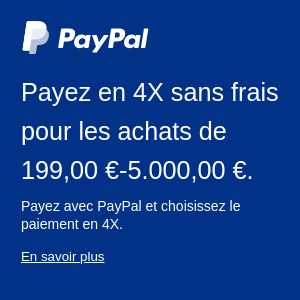 PayPal
Payez en 4X sans frais
pour les achats de
199,00 €-5.000,00 €.
Payez avec PayPal et choisissez le
paiement en 4X.
En savoir plus